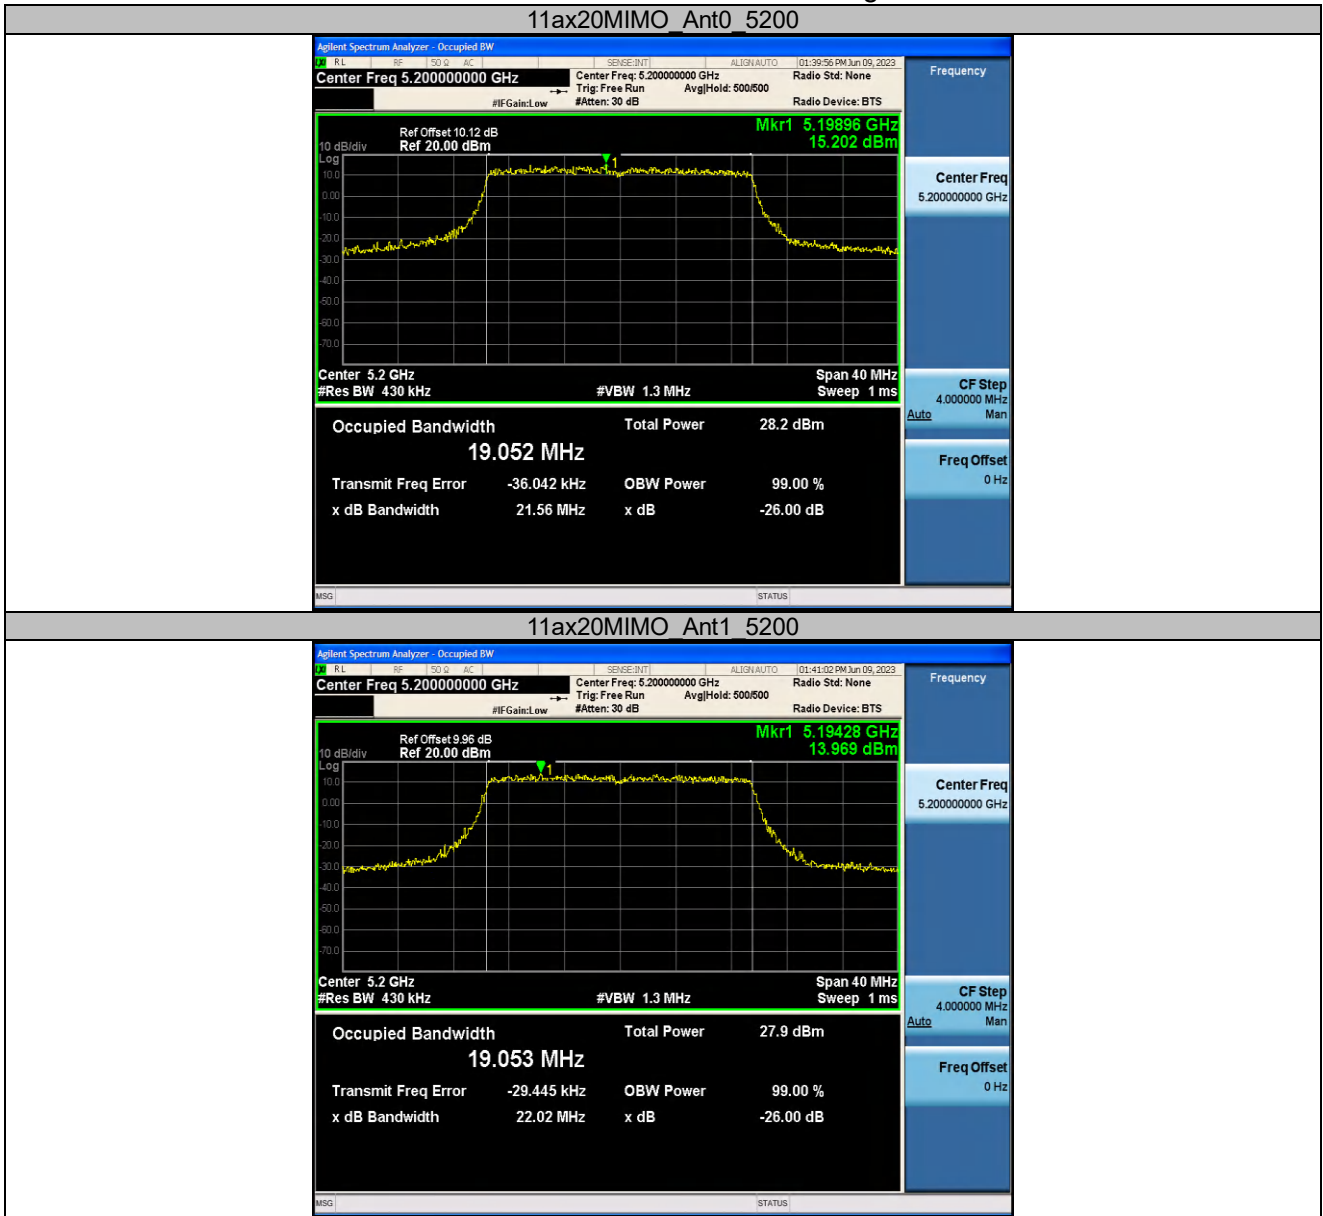 11ax20MIMO_Ant0_5200
Agilent Spectrum Analyzer - Occupied BW
RL RF 50 Ω AC SENSE:INT ALIGNAUTO 01:39:56 PM Jun 09, 2023
Center Freq 5.200000000 GHz Center Freq: 5.200000000 GHz Radio Std: None Frequency
Trig: Free Run Avg|Hold: 500/500
#IFGain:Low #Atten: 30 dB Radio Device: BTS
Mkr1 5.19896 GHz
Ref Offset 10.12 dB 15.202 dBm
10 dB/div Ref 20.00 dBm
Log
1
10.0
0.00
-10.0
-20.0
-30.0
-40.0
-50.0
-60.0
-70.0
Center Freq
5.200000000 GHz
Center 5.2 GHz Span 40 MHz
#Res BW 430 kHz #VBW 1.3 MHz Sweep 1 ms
CF Step
4.000000 MHz
Auto Man
Occupied Bandwidth Total Power 28.2 dBm
19.052 MHz
Freq Offset
0 Hz
Transmit Freq Error -36.042 kHz OBW Power 99.00 %
x dB Bandwidth 21.56 MHz x dB -26.00 dB
MSG STATUS
11ax20MIMO_Ant1_5200
Agilent Spectrum Analyzer - Occupied BW
RL RF 50 Ω AC SENSE:INT ALIGNAUTO 01:41:02 PM Jun 09, 2023
Center Freq 5.200000000 GHz Center Freq: 5.200000000 GHz Radio Std: None Frequency
Trig: Free Run Avg|Hold: 500/500
#IFGain:Low #Atten: 30 dB Radio Device: BTS
Mkr1 5.19428 GHz
Ref Offset 9.96 dB 13.969 dBm
10 dB/div Ref 20.00 dBm
Log
1
10.0
0.00
-10.0
-20.0
-30.0
-40.0
-50.0
-60.0
-70.0
Center Freq
5.200000000 GHz
Center 5.2 GHz Span 40 MHz
#Res BW 430 kHz #VBW 1.3 MHz Sweep 1 ms
CF Step
4.000000 MHz
Auto Man
Occupied Bandwidth Total Power 27.9 dBm
19.053 MHz
Freq Offset
0 Hz
Transmit Freq Error -29.445 kHz OBW Power 99.00 %
x dB Bandwidth 22.02 MHz x dB -26.00 dB
MSG STATUS